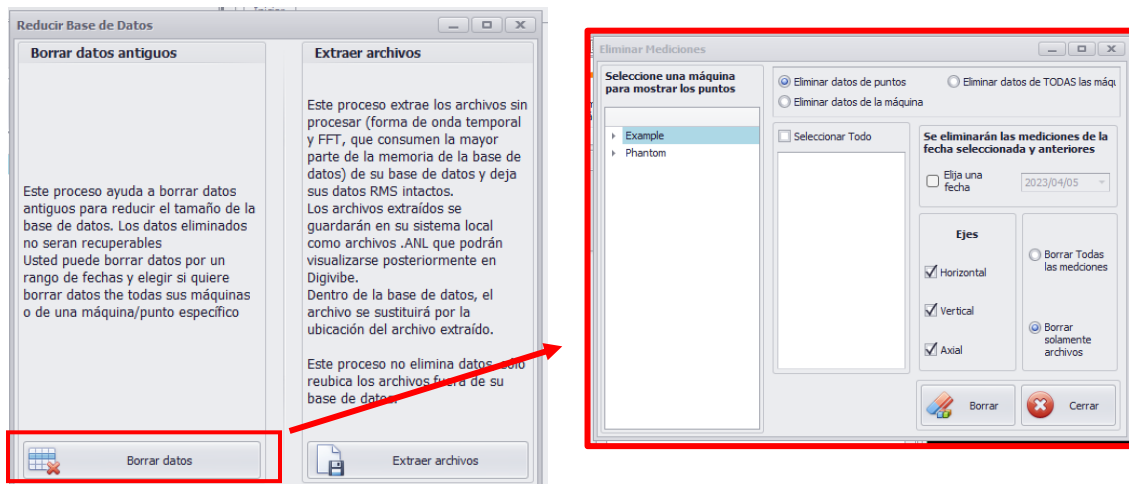 Inicios
Reducir Base de Datos
Borrar datos antiguos
Este proceso ayuda a borrar datos
antiguos para reducir el tamaño de la
base de datos. Los datos eliminados
no seran recuperables
Usted puede borrar datos por un
rango de fechas y elegir si quiere
borrar datos the todas sus máquinas
o de una máquina/punto específico
Borrar datos
Extraer archivos
Este proceso extrae los archivos sin
procesar (forma de onda temporal
y FFT, que consumen la mayor
parte de la memoria de la base de
datos) de su base de datos y deja
sus datos RMS intactos.
Los archivos extraídos se
guardarán en su sistema local
como archivos .ANL que podrán
visualizarse posteriormente en
Digivibe.
Dentro de la base de datos, el
archivo se sustituirá por la
ubicación del archivo extraído.
Este proceso no elimina datos, sólo
reubica los archivos fuera de su
base de datos.
Extraer archivos
Eliminar Mediciones
Seleccione una máquina
para mostrar los puntos
Example
Phantom
Eliminar datos de puntos
Eliminar datos de TODAS las máqu
Eliminar datos de la máquina
Seleccionar Todo
Se eliminarán las mediciones de la
fecha seleccionada y anteriores
Elija una
fecha
2023/04/05
Ejes
Horizontal
Vertical
Axial
Borrar Todas
las medciones
Borrar
solamente
archivos
Borrar
Cerrar